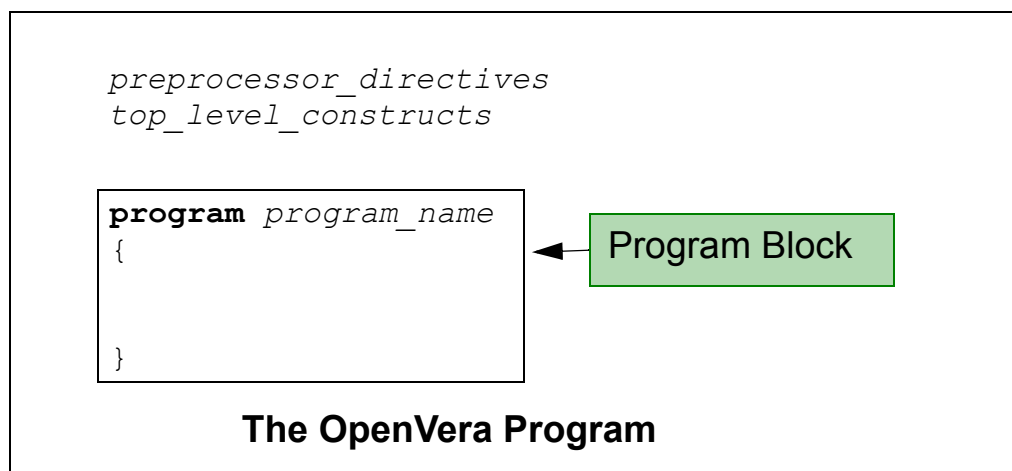 preprocessor_directives
top_level_constructs
program program_name
{
}
Program Block
The OpenVera Program